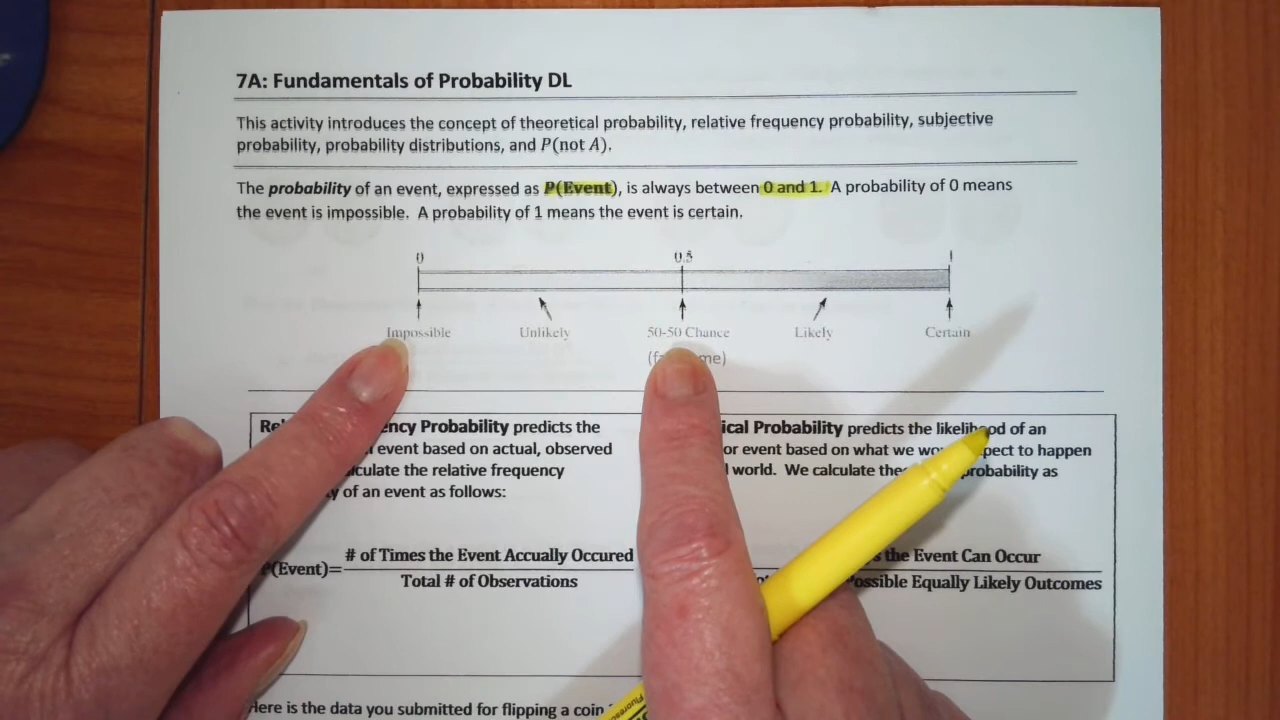 7A: Fundamentals of Probability DL
This activity introduces the concept of theoretical probability, relative frequency probability, subjective
probability, probability distributions, and P(not A).
The probability of an event, expressed as P(Event), is always between 0 and 1. A probability of 0 means
the event is impossible. A probability of 1 means the event is certain.
0 0.5 1
Impossible Unlikely 50-50 Chance Likely Certain
Probability predicts the
event based on actual, observed
the relative frequency
of an event as follows:
(Event)=
# of Times the Event Accually Occured
Total # of Observations
Probability predicts the likelihood of an
or event based on what we pect to happen
world. We calculate probability as
the Event Can Occur
Possible Equally Likely Outcomes
Here is the data you submitted for flipping a coin